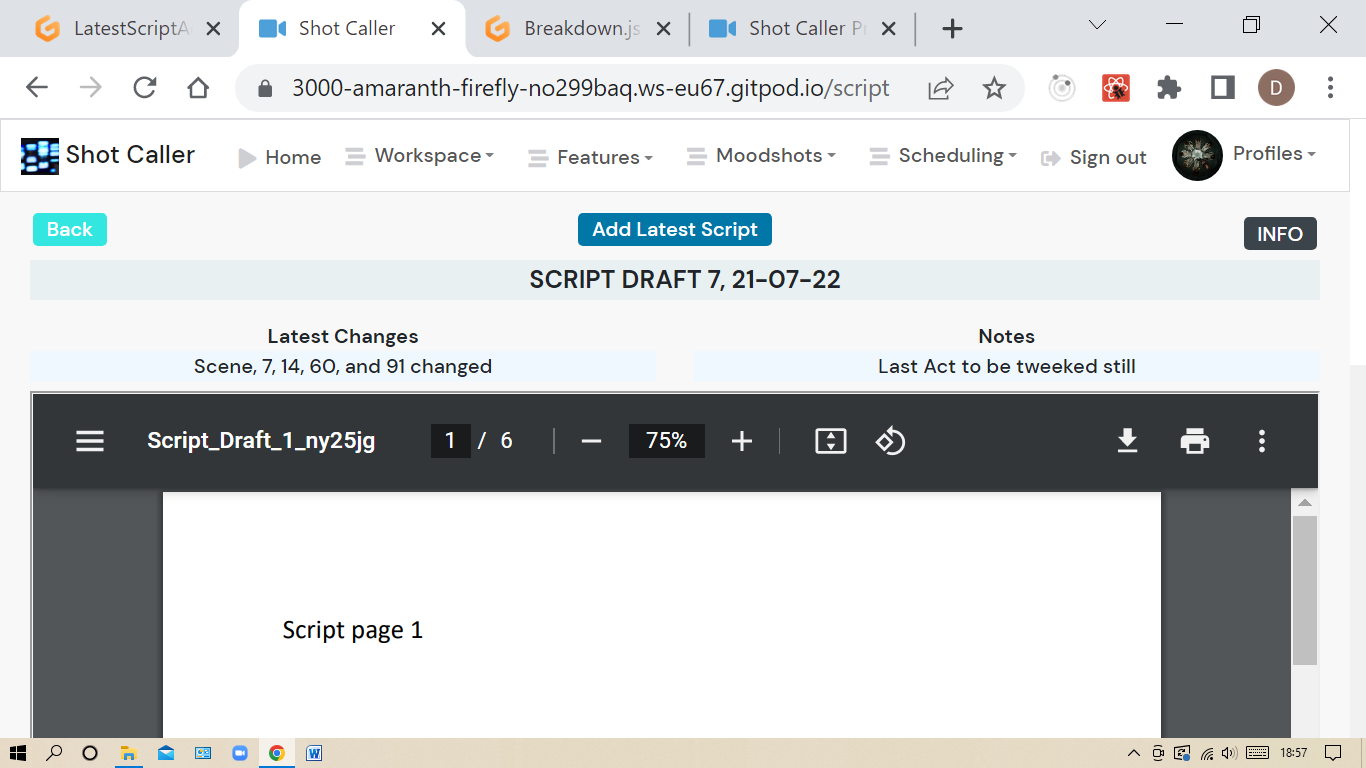 LatestScriptA
Shot Caller
Breakdown.js
Shot Caller Pr
3000-amaranth-firefly-no299baq.ws-eu67.gitpod.io/script
D
Shot Caller
Home
Workspace
Features
Moodshots
Scheduling
Sign out
Profiles
Back
Add Latest Script
INFO
SCRIPT DRAFT 7, 21-07-22
Latest Changes
Notes
Scene, 7, 14, 60, and 91 changed
Last Act to be tweeked still
Script_Draft_1_ny25jg
1 / 6
75%
Script page 1
18:57